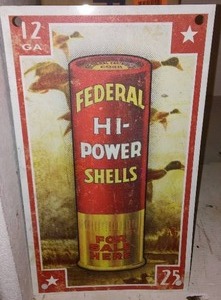 12
GA.
FEDERAL
HI-
POWER
SHELLS
FOR
SALE
HERE
25